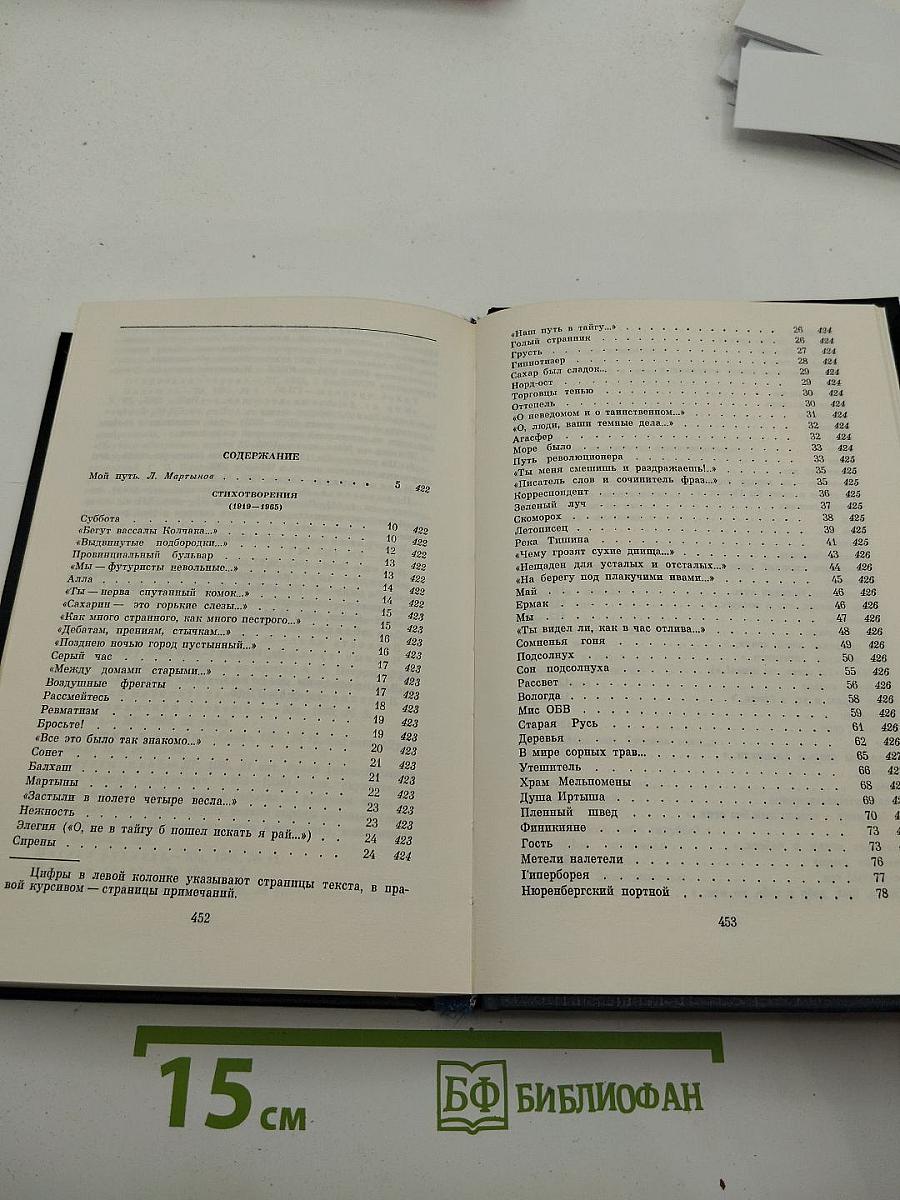 СОДЕРЖАНИЕ
Мой путь. Л. Мартынов . . . . . . . . . . . 5 422
СТИХОТВОРЕНИЯ
(1919—1965)
Суббота 10 422
«Бегут вассалы Колчака...» 10 422
«Выдвинутые подбородки...» 12 422
Провинциальный бульвар 13 422
«Мы — футуристы невольные...» 13 422
Алла 14 422
«Ты — нерва спутанный комок...» 14 422
«Сахарин — это горькие слезы...» 15 423
«Как много странного, как много пестрого...» 15 423
«Дебатам, прениям, стычкам...» 16 423
«Позднею ночью город пустынный...» 16 423
Серый час 17 423
«Между домами старыми...» 17 423
Воздушные фрегаты 17 423
Рассмейтесь 18 423
Ревматизм 19 423
Бросьте! 19 423
«Все это было так знакомо...» 20 423
Сонет 21 423
Балхаш 21 423
Мартыны 22 423
«Застыли в полете четыре весла...» 23 423
Нежность 23 423
Элегия («О, не в тайгу б пошел искать я рай...») 24 423
Сирены 24 424
Цифры в левой колонке указывают страницы текста, в пра-
вой курсивом — страницы примечаний.
452
«Наш путь в тайгу...» 26 424
Голый странник 26 424
Грусть 27 424
Гипнотизер 28 424
Сахар был сладок... 29 424
Норд-ост 29 424
Торговцы тенью 30 424
Оттепель 30 424
«О неведомом и о таинственном...» 31 424
«О, люди, ваши темные дела...» 32 424
Агасфер 32 424
Море было 33 424
Путь революционера 33 425
«Ты меня смешишь и раздражаешь!..» 35 425
«Писатель слов и сочинитель фраз...» 35 425
Корреспондент 36 425
Зеленый луч 37 425
Скоморох 38 425
Летописец 39 425
Река Тишина 41 425
«Чему грозят сухие днища...» 43 426
«Нещаден для усталых и отсталых...» 44 426
«На берегу под плакучими ивами...» 45 426
Май 46 426
Ермак 46 426
Мы 47 426
«Ты видел ли, как в час отлива...» 48 426
Сомненья гоня 49 426
Подсолнух 50 426
Сон подсолнуха 55 426
Рассвет 56 426
Вологда 58 426
Мис ОБВ 59 426
Старая Русь 61 426
Деревья 62 426
В мире сорных трав... 65
Утешитель 66
Храм Мельпомены 68
Душа Иртыша 69
Пленный швед 70
Финикияне 73
Гость 73
Метели налетели 76
Гиперборея 77
Нюренбергский портной 78
453
15 см
БФ БИБЛИОФАН